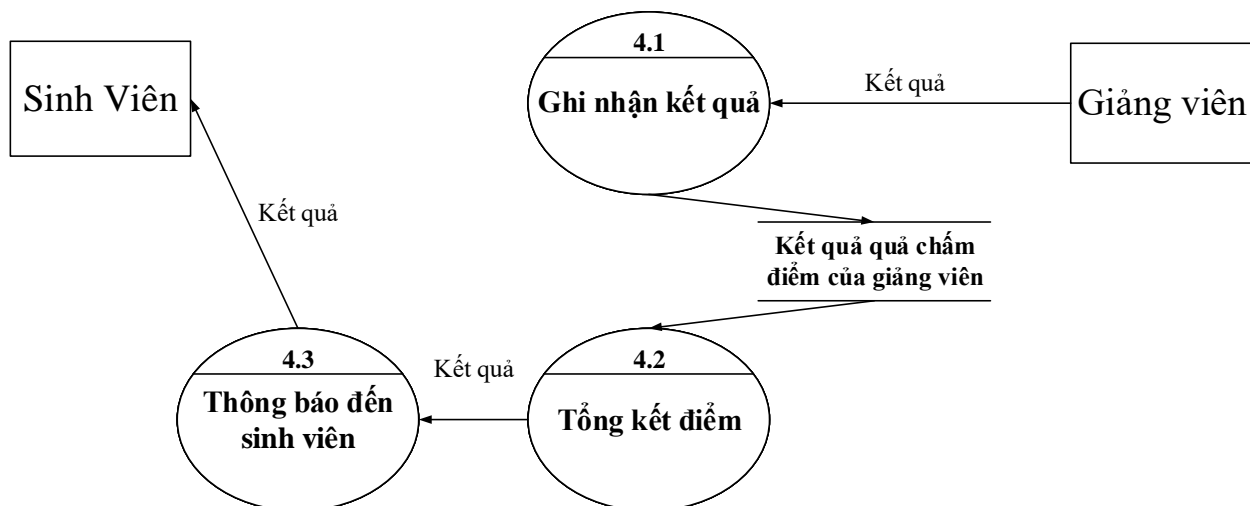 4.1
Sinh Viên
Ghi nhận kết quả
Kết quả
Giảng viên
Kết quả
Kết quả quả chấm
điểm của giảng viên
4.3
Thông báo đến
sinh viên
Kết quả
4.2
Tổng kết điểm